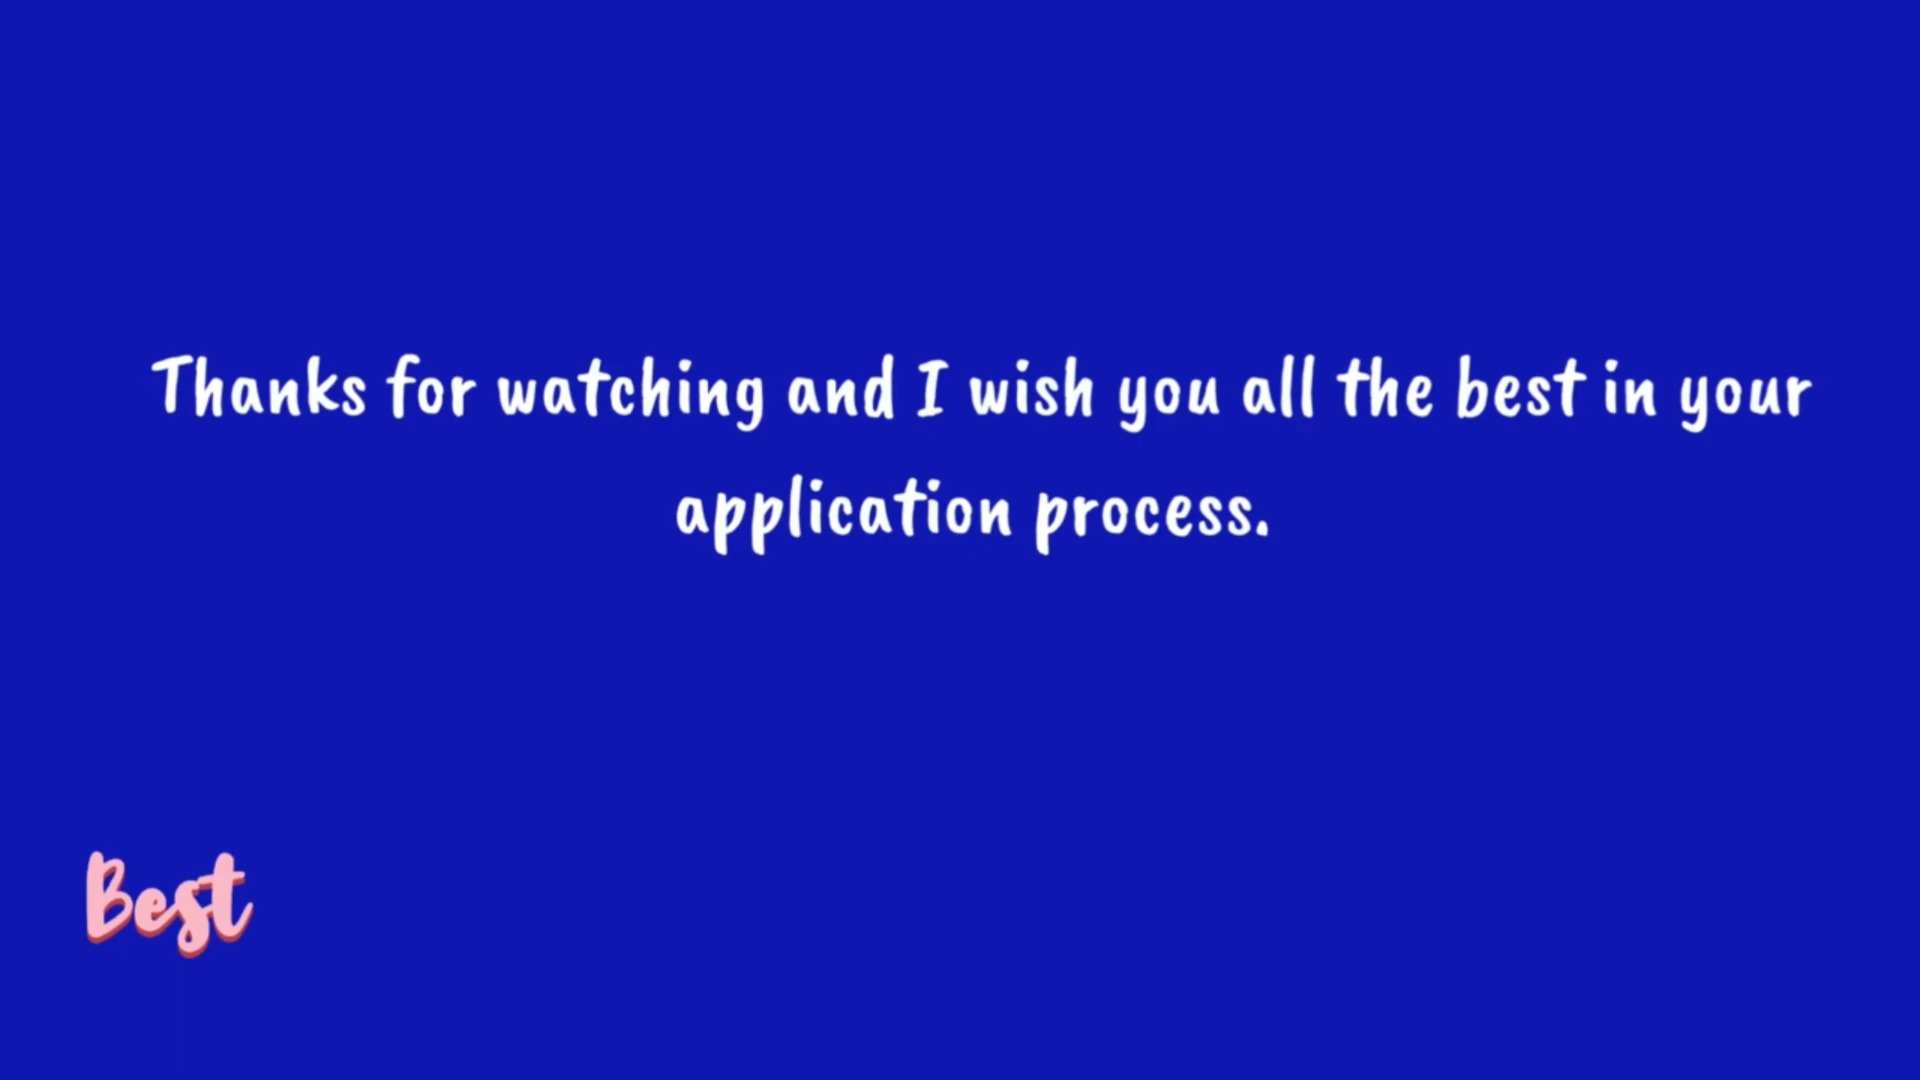 Thanks for watching and I wish you all the best in your
application process.
Best